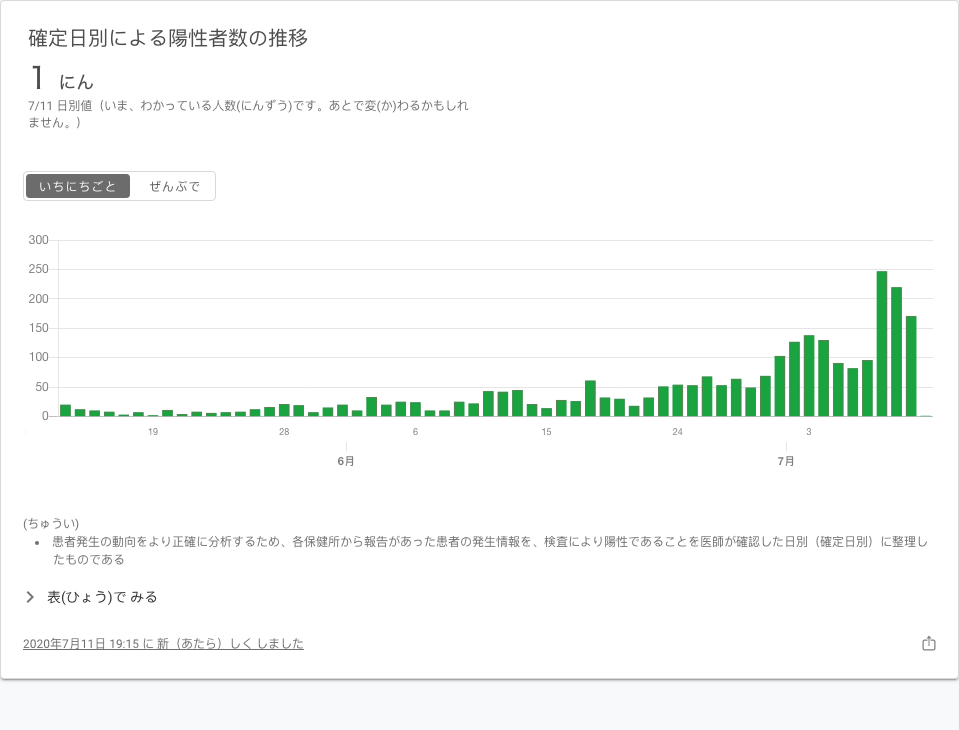 確定日別による陽性者数の推移
1 にん
7/11 日別値（いま、わかっている人数(にんずう)です。あとで変(か)わるかもしれ
ません。）
いちにちごと ぜんぶで
300
250
200
150
100
50
0
19 28 6 15 24 3
6月 7月
(ちゅうい)
• 患者発生の動向をより正確に分析するため、各保健所から報告があった患者の発生情報を、検査により陽性であることを医師が確認した日別（確定日別）に整理し
たものである
表(ひょう)で みる
2020年7月11日 19:15 に 新（あたら）しく しました